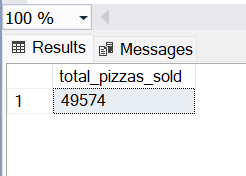 100 %
Results Messages
total_pizzas_sold
1 49574